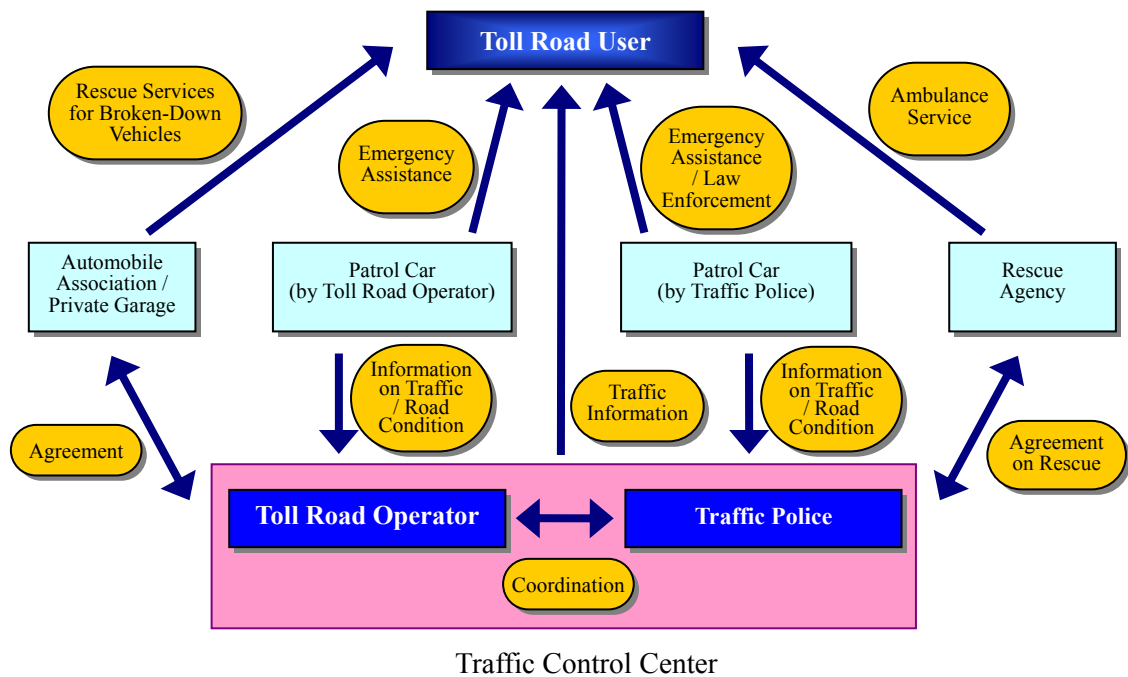 Toll Road User
Rescue Services
for Broken-Down
Vehicles
Emergency
Assistance
Emergency
Assistance
/ Law
Enforcement
Ambulance
Service
Automobile
Association /
Private Garage
Patrol Car
(by Toll Road Operator)
Patrol Car
(by Traffic Police)
Rescue
Agency
Agreement
Information
on Traffic
/ Road
Condition
Traffic
Information
Information
on Traffic
/ Road
Condition
Agreement
on Rescue
Toll Road Operator
Traffic Police
Coordination
Traffic Control Center